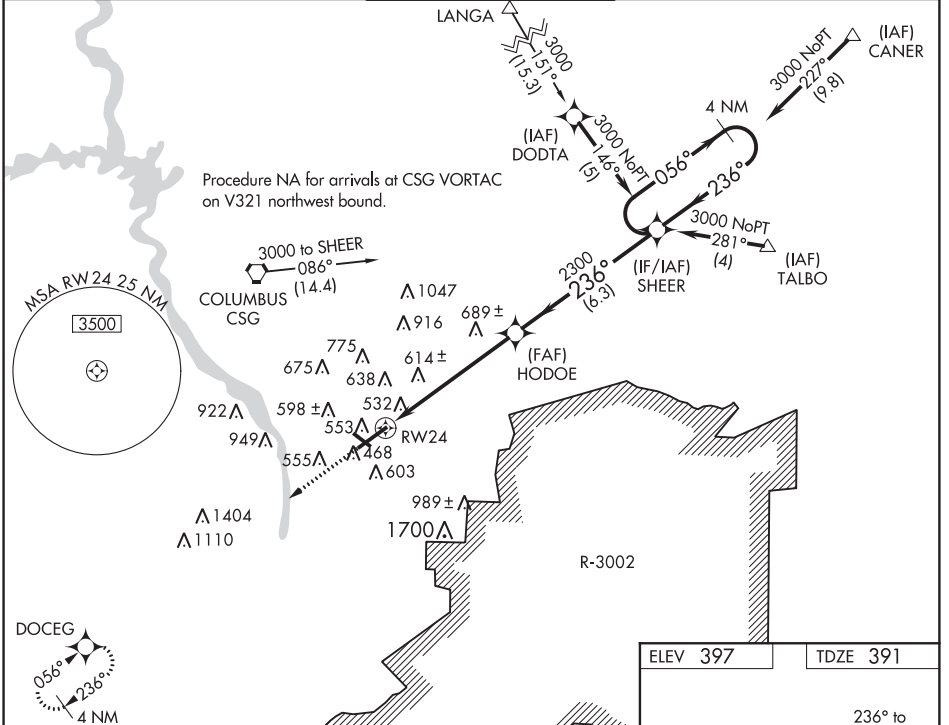 LANGA
3000
151°
(15.3)
(IAF)
CANER
3000 NoPT
227°
(9.8)
4 NM
(IAF)
DODTA
3000 NoPT
146°
(5)
056°
236°
Procedure NA for arrivals at CSG VORTAC
on V321 northwest bound.
3000 NoPT
281°
(4)
(IAF)
TALBO
(IF/IAF)
SHEER
3000 to SHEER
086°
(14.4)
COLUMBUS
CSG
2300
236°
(6.3)
MSA RW24 25 NM
3500
1047
916
689 ±
(FAF)
HODOE
775
675
614 ±
638
922
598 ±
532
553
RW24
949
555
468
603
989 ±
1700
1404
1110
R-3002
DOCEG
056°
236°
4 NM
ELEV 397
TDZE 391
236° to